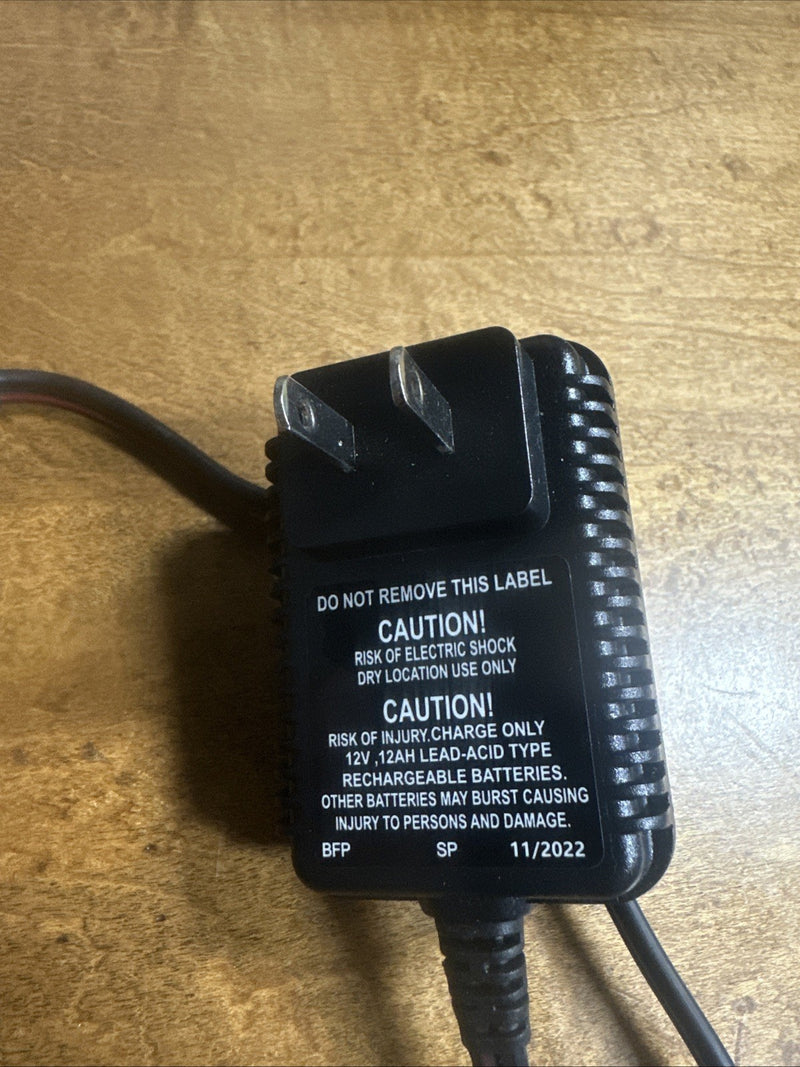 DO NOT REMOVE THIS LABEL
CAUTION!
RISK OF ELECTRIC SHOCK
DRY LOCATION USE ONLY
CAUTION!
RISK OF INJURY.CHARGE ONLY
12V ,12AH LEAD-ACID TYPE
RECHARGEABLE BATTERIES.
OTHER BATTERIES MAY BURST CAUSING
INJURY TO PERSONS AND DAMAGE.
BFP SP 11/2022